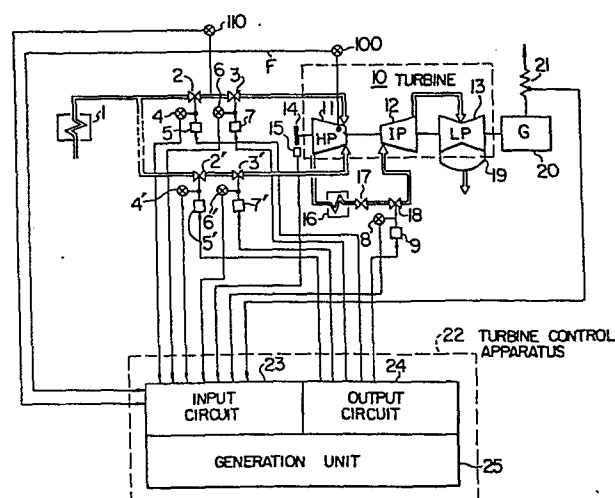 110
100
F
21
2
3
6
10 TURBINE
4
5
7
14
11
12
13
1
15
HP
IP
LP
G
2'
3'
19
20
17
4'
6'
16
18
5'
7'
8
9
22 TURBINE CONTROL
APPARATUS
23
24
INPUT
CIRCUIT
OUTPUT
CIRCUIT
GENERATION UNIT
25